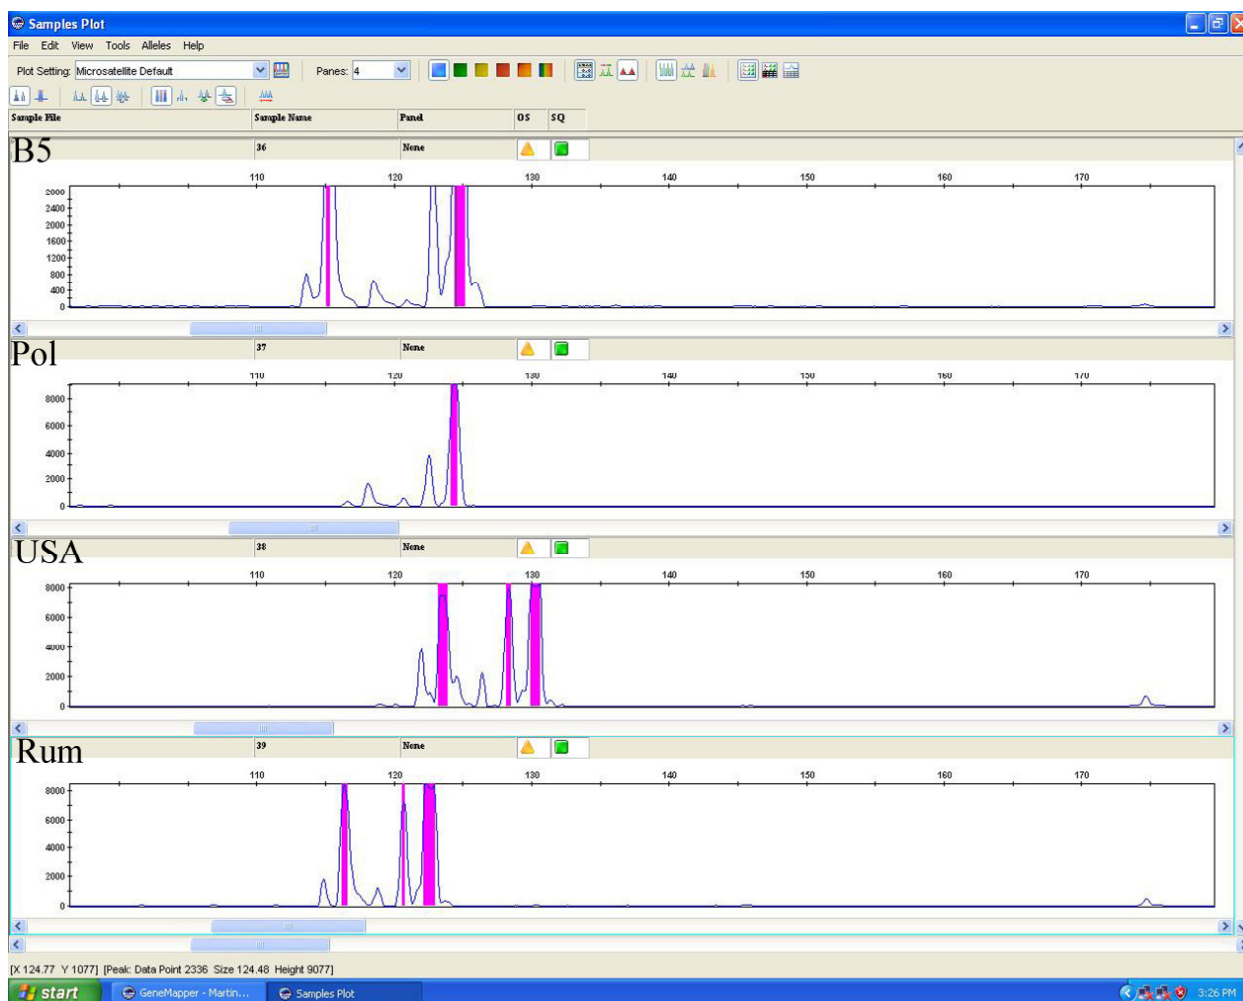 Samples Plot
File Edit View Tools Alleles Help
Plot Setting: Microsatellite Default Panes: 4
Sample File Sample Name Panel OS SQ
B5 36 None
110 120 130 140 150 160 170
2000
2400
2000
1600
1200
800
400
0
Pol 37 None
110 120 130 140 150 160 170
8000
6000
4000
2000
0
USA 38 None
110 120 130 140 150 160 170
8000
6000
4000
2000
0
Rum 39 None
110 120 130 140 150 160 170
8000
6000
4000
2000
0
[X 124.77 Y 1077] [Peak: Data Point 2336 Size 124.48 Height 9077]
start GeneMapper - Martin... Samples Plot 3:26 PM